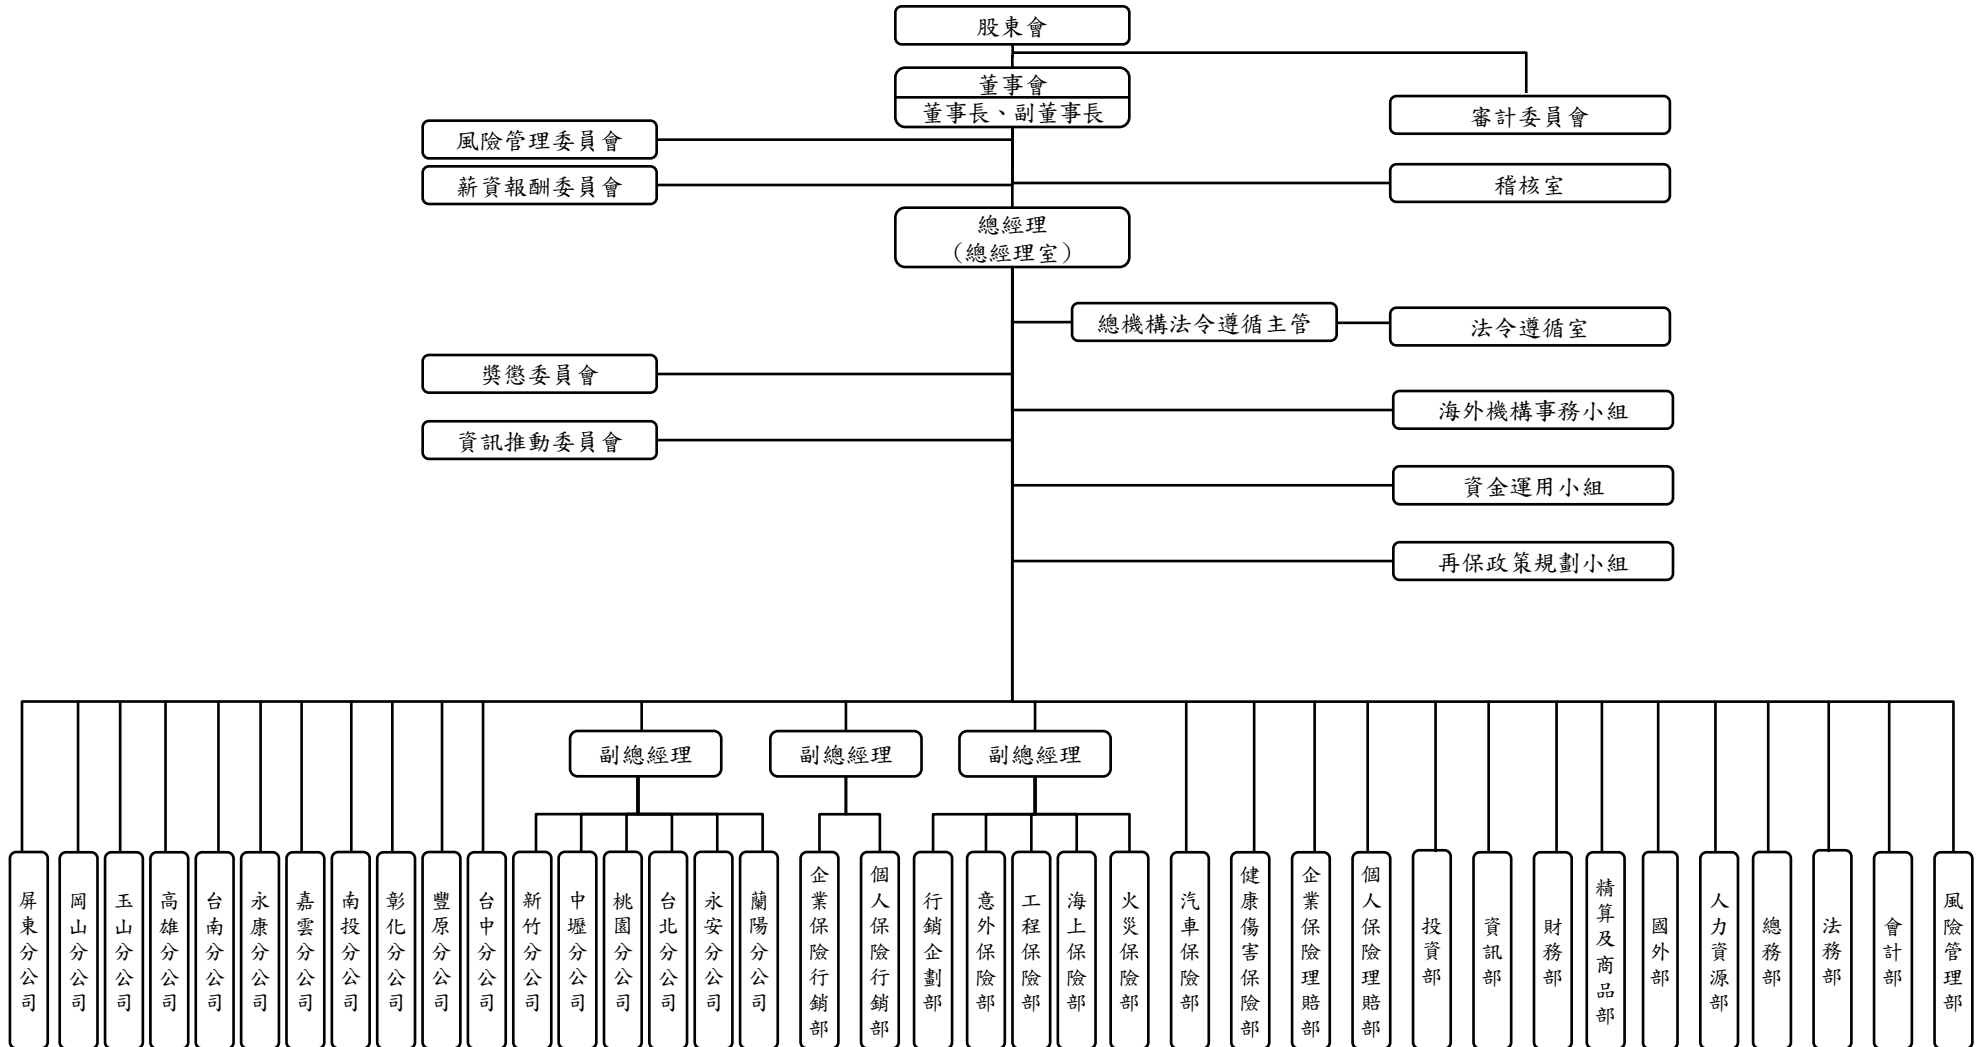 股東會
董事會
董事長、副董事長
審計委員會
風險管理委員會
薪資報酬委員會
稽核室
總經理
（總經理室）
總機構法令遵循主管
法令遵循室
獎懲委員會
海外機構事務小組
資訊推動委員會
資金運用小組
再保政策規劃小組
副總經理
副總經理
副總經理
屏東分公司
岡山分公司
玉山分公司
高雄分公司
台南分公司
永康分公司
嘉雲分公司
南投分公司
彰化分公司
豐原分公司
台中分公司
新竹分公司
中壢分公司
桃園分公司
台北分公司
永安分公司
蘭陽分公司
企業保險行銷部
個人保險行銷部
行銷企劃部
意外保險部
工程保險部
海上保險部
火災保險部
汽車保險部
健康傷害保險部
企業保險理賠部
個人保險理賠部
投資部
資訊部
財務部
精算及商品部
國外部
人力資源部
總務部
法務部
會計部
風險管理部